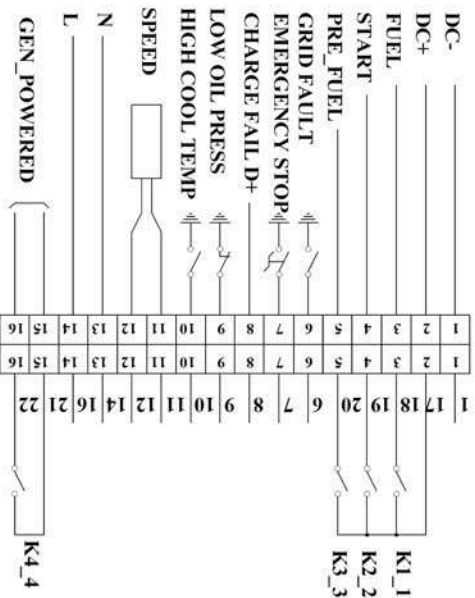 DC-
DC+
FUEL
START
PRE_FUEL
GRID FAULT
EMERGENCY STOP
CHARGE FAIL D+
LOW OIL PRESS
HIGH COOL TEMP
SPEED
N
L
GEN_POWERED
1 2 3 4 5 6 7 8 9 10 11 12 13 14 15 16
1 2 3 4 5 6 7 8 9 10 11 12 13 14 15 16
1 17 18 19 20 6 7 8 9 10 11 12 14 16 21 22
K1_1
K2_2
K3_3
K4_4